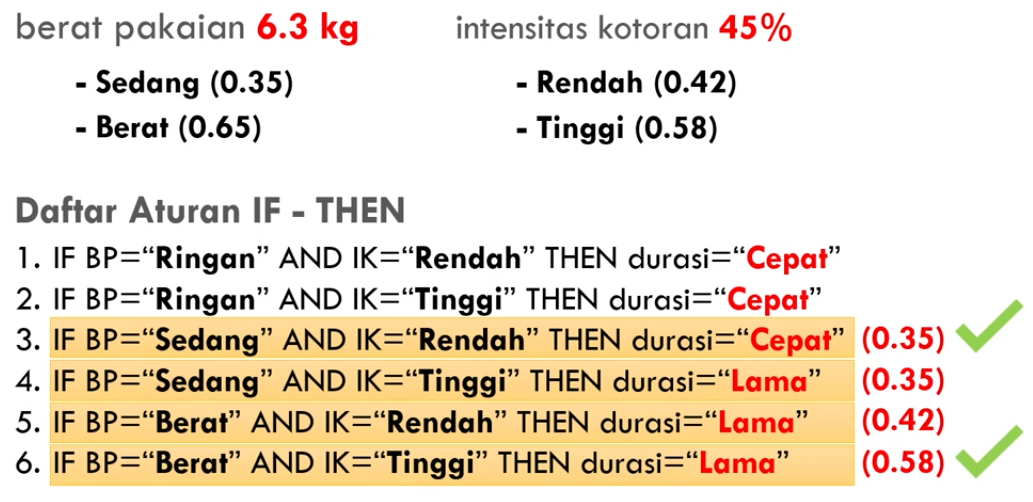 berat pakaian 6.3 kg
- Sedang (0.35)
- Berat (0.65)
intensitas kotoran 45%
- Rendah (0.42)
- Tinggi (0.58)
Daftar Aturan IF - THEN
1. IF BP=“Ringan” AND IK=“Rendah” THEN durasi=“Cepat”
2. IF BP=“Ringan” AND IK=“Tinggi” THEN durasi=“Cepat”
3. IF BP=“Sedang” AND IK=“Rendah” THEN durasi=“Cepat” (0.35)
4. IF BP=“Sedang” AND IK=“Tinggi” THEN durasi=“Lama” (0.35)
5. IF BP=“Berat” AND IK=“Rendah” THEN durasi=“Lama” (0.42)
6. IF BP=“Berat” AND IK=“Tinggi” THEN durasi=“Lama” (0.58)